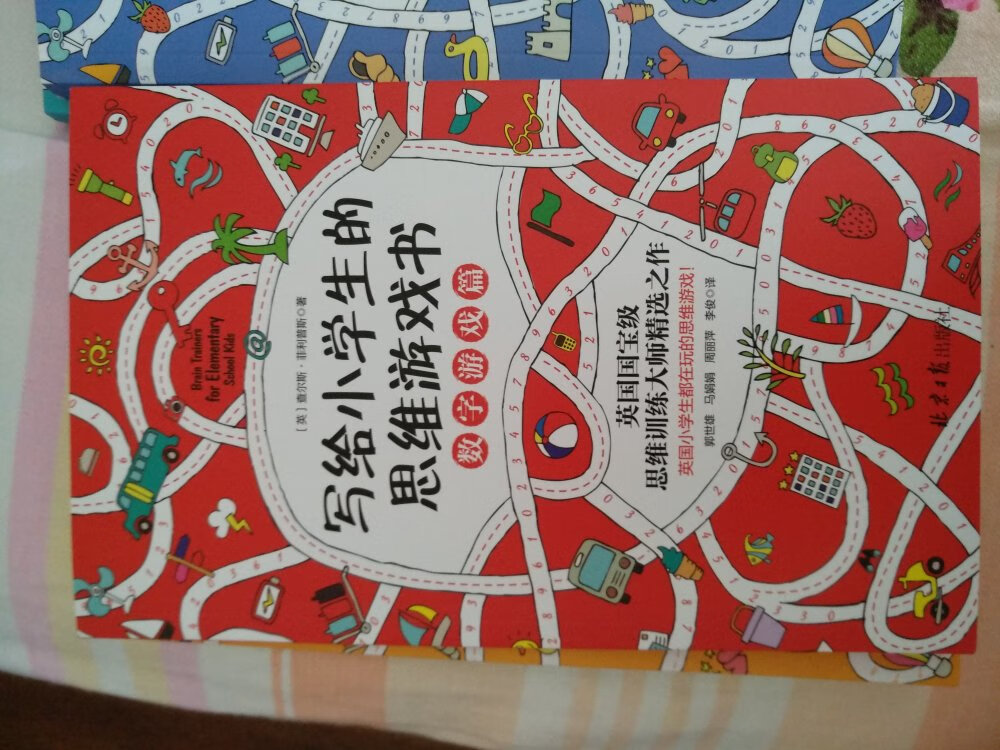 Brain Trainers
for Elementary
School Kids
[英]查尔斯·菲利普斯◎著
写给小学生的
思维游戏书
数字游戏篇
英国国宝级
思维训练大师精选之作
英国小学生都在玩的思维游戏！
郭世雄 马娟娟 周丽萍 李俊◎译
北京日报出版社